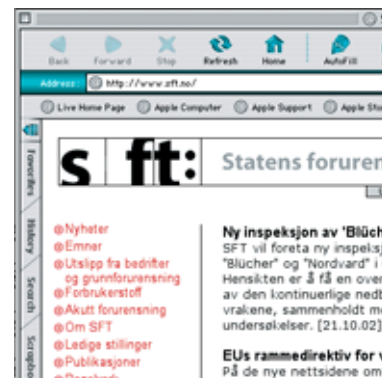 Back Forward Stop Refresh Home AutoFill
Address: http://www.sft.no/
Live Home Page Apple Computer Apple Support Apple
Favorites
History
Search
sft:
Statens
@Nyheter
@Emner
@Utslipp fra bedrifter
og grunnforurensning
@Forbrukerstoff
@Akutt forurensning
@Om SFT
@Ledige stillinger
@Publikasjoner
Ny inspeksjon av 'Blüch
SFT vil foreta ny inspeksj
"Blücher" og "Nordvard" i
Hensikten er å få en over
av den kontinuerlige nedb
vrakene, sammenholdt me
undersøkelser. [21.10.02]
EUs rammedirektiv for v
På de nye nettsidene om